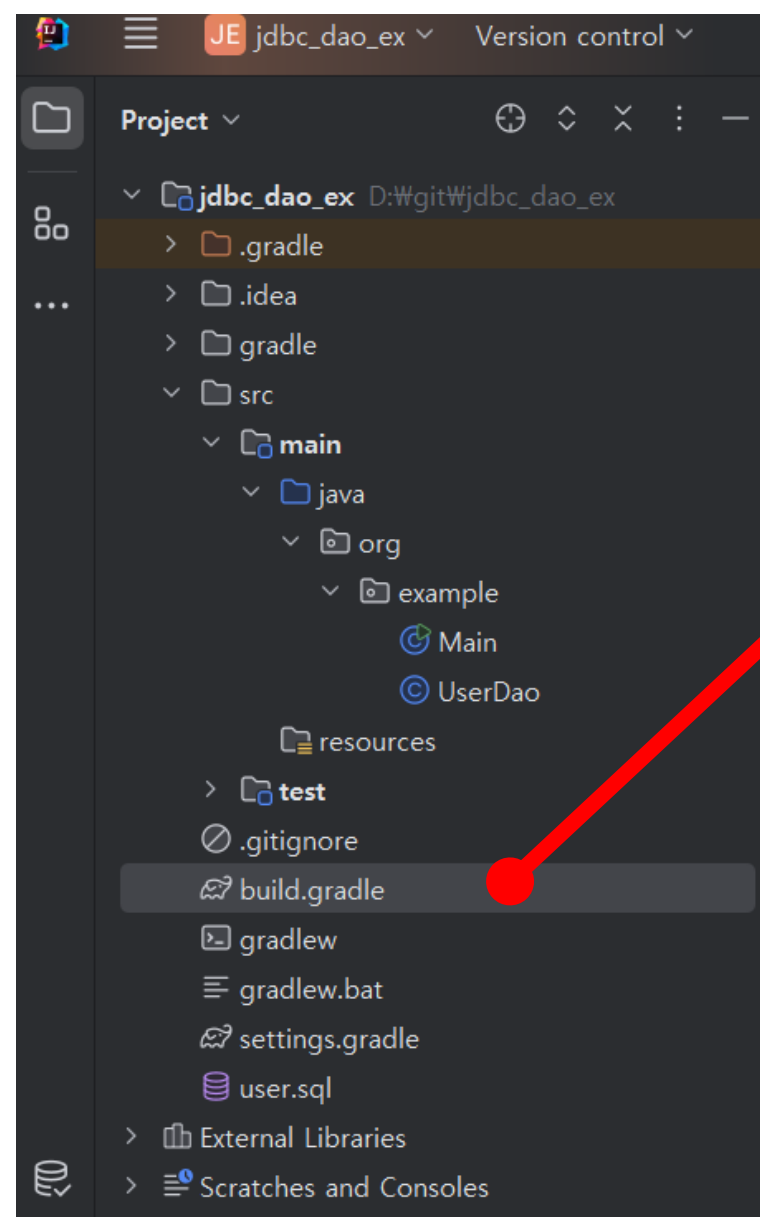 JE jdbc_dao_ex Version control
Project
jdbc_dao_ex D:₩git₩jdbc_dao_ex
.gradle
.idea
gradle
src
main
java
org
example
Main
UserDao
resources
test
.gitignore
build.gradle
gradlew
gradlew.bat
settings.gradle
user.sql
External Libraries
Scratches and Consoles